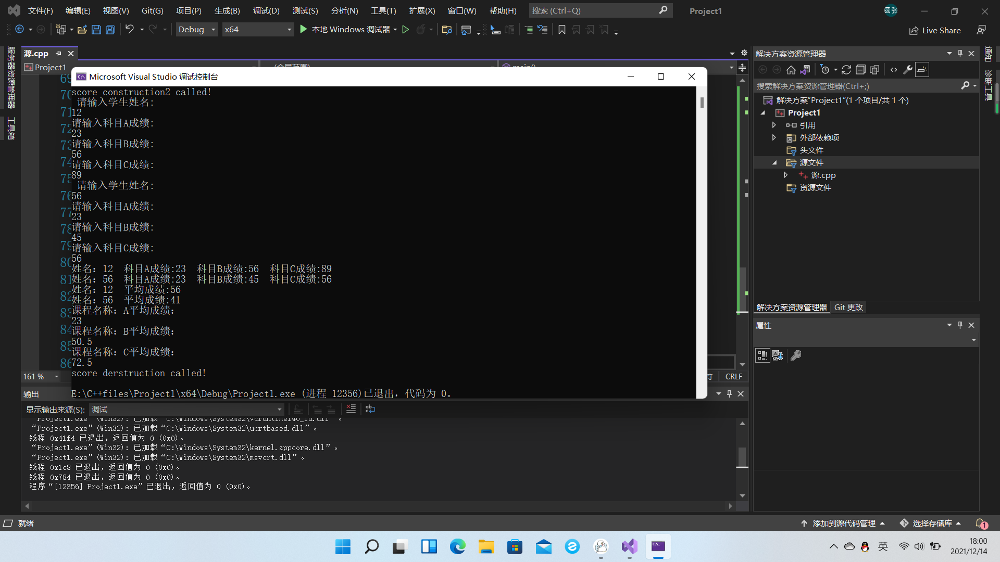 文件(F) 编辑(E) 视图(V) Git(G) 项目(P) 生成(B) 调试(D) 测试(S) 分析(N) 工具(T) 扩展(X) 窗口(W) 帮助(H) 搜索 (Ctrl+Q) Project1 圆张
Debug x64 本地 Windows 调试器 Live Share
服务器资源管理器
工具箱
源.cpp
Project1 (全局范围) main()
69
70
71
72
73
74
75
76
77
78
79
80
81
82
83
84
85
86
Microsoft Visual Studio 调试控制台
score construction2 called!
请输入学生姓名:
12
请输入科目A成绩:
23
请输入科目B成绩:
56
请输入科目C成绩:
89
请输入学生姓名:
56
请输入科目A成绩:
23
请输入科目B成绩:
45
请输入科目C成绩:
56
姓名: 12 科目A成绩:23 科目B成绩:56 科目C成绩:89
姓名: 56 科目A成绩:23 科目B成绩:45 科目C成绩:56
姓名: 12 平均成绩:56
姓名: 56 平均成绩:41
课程名称: A平均成绩:
23
课程名称: B平均成绩:
50.5
课程名称: C平均成绩:
72.5
score derstruction called!
E:\C++files\Project1\x64\Debug\Project1.exe (进程 12356)已退出，代码为 0。
161 % 符 CRLF
输出
显示输出来源(S): 调试
“Project1.exe”(Win32): 已加载“C:\Windows\System32\vcruntime140_1d.dll”。
“Project1.exe”(Win32): 已加载“C:\Windows\System32\ucrtbased.dll”。
线程 0x41f4 已退出，返回值为 0 (0x0)。
“Project1.exe”(Win32): 已加载“C:\Windows\System32\kernel.appcore.dll”。
“Project1.exe”(Win32): 已加载“C:\Windows\System32\msvcrt.dll”。
线程 0x1c8 已退出，返回值为 0 (0x0)。
线程 0x784 已退出，返回值为 0 (0x0)。
程序“[12356] Project1.exe”已退出，返回值为 0 (0x0)。
解决方案资源管理器
搜索解决方案资源管理器(Ctrl+;)
解决方案"Project1"(1 个项目/共 1 个)
Project1
引用
外部依赖项
头文件
源文件
源.cpp
资源文件
解决方案资源管理器 Git 更改
属性
通知
诊断工具
就绪 添加到源代码管理 选择存储库 1
英 18:00
2021/12/14